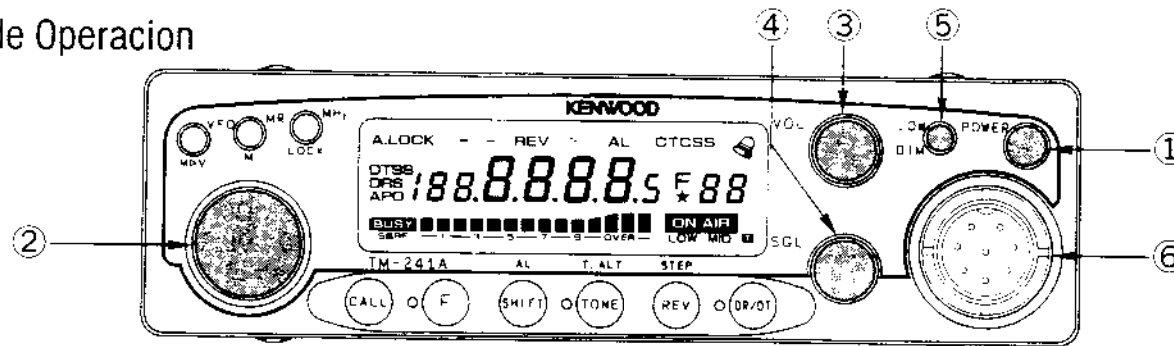 de Operacion
④ ③ ⑤
KENWOOD
VFO MR MHz
M LOCK
VOL LOW POWER
DIM
①
A.LOCK - - REV - AL CTCSS
DTSS
DRS
APO
188.8.8.8.8.5 F ★ 88
BUSY ON AIR
1 3 5 7 9 OVER LOW MID T
②
SQL
⑥
TM-241A AL T.ALT STEP
CALL F SHIFT TONE REV DR/DT